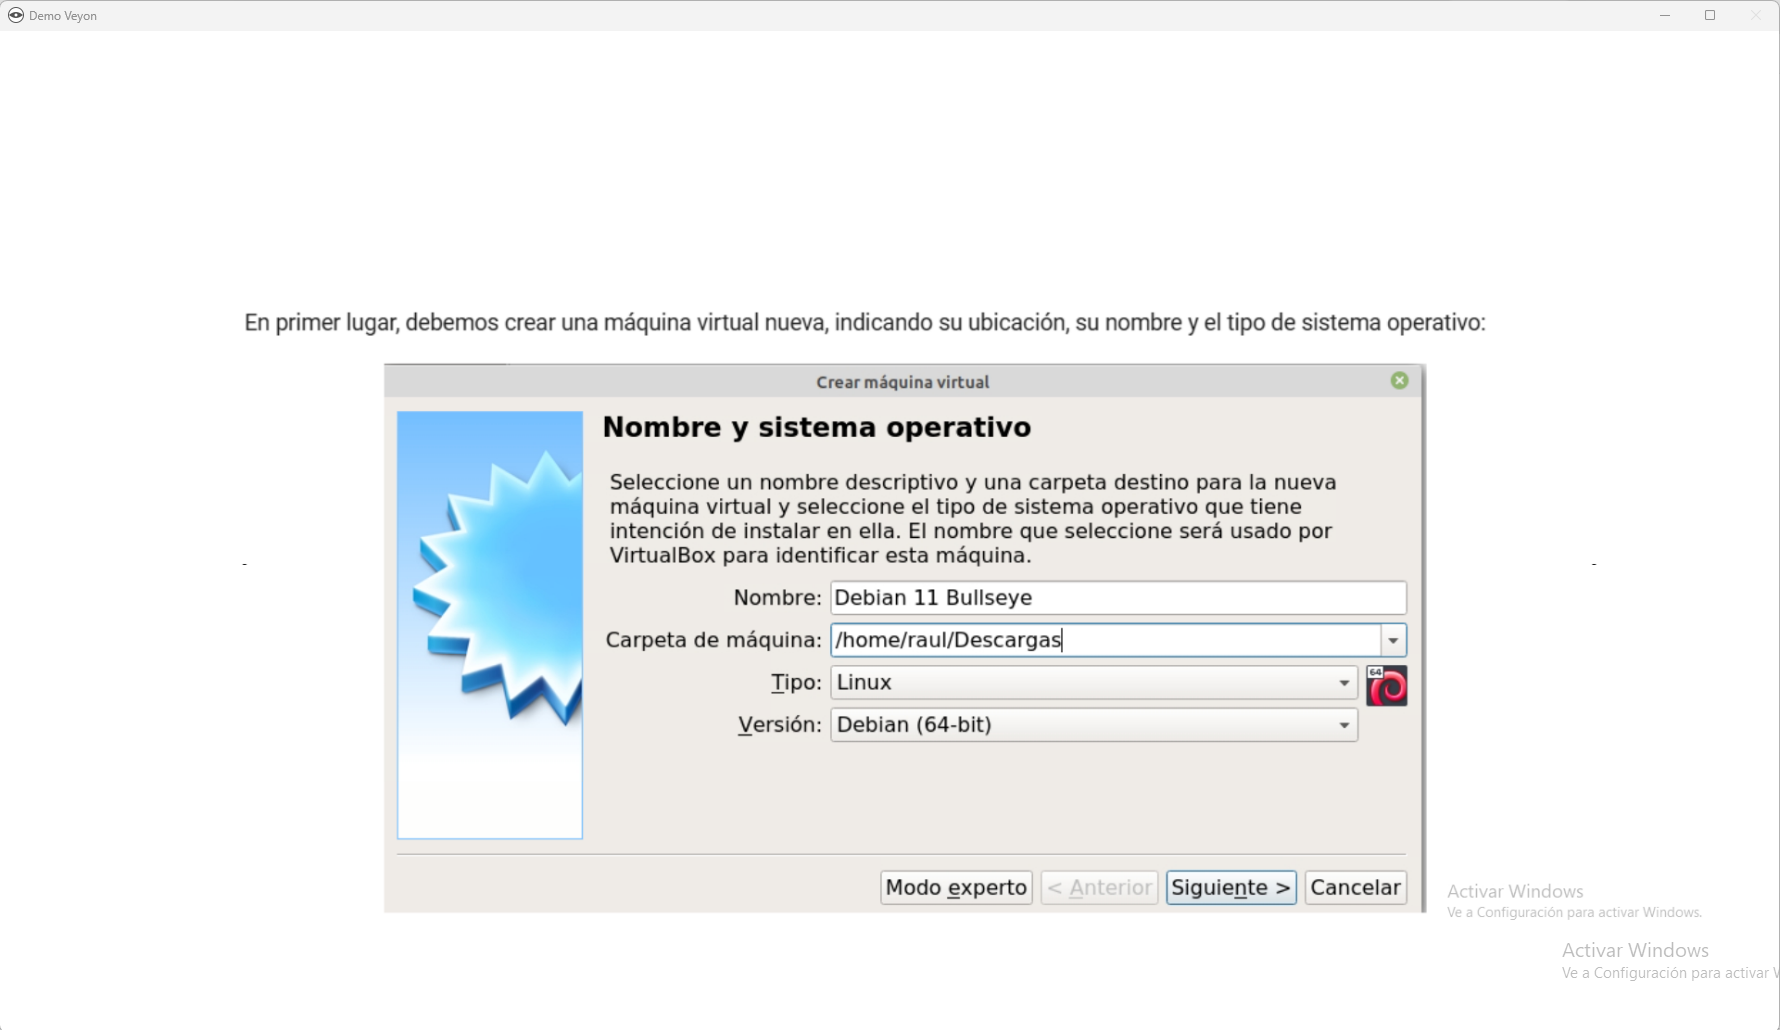 Demo Veyon
En primer lugar, debemos crear una máquina virtual nueva, indicando su ubicación, su nombre y el tipo de sistema operativo:
Crear máquina virtual
Nombre y sistema operativo
Seleccione un nombre descriptivo y una carpeta destino para la nueva
máquina virtual y seleccione el tipo de sistema operativo que tiene
intención de instalar en ella. El nombre que seleccione será usado por
VirtualBox para identificar esta máquina.
Nombre: Debian 11 Bullseye
Carpeta de máquina: /home/raul/Descargas
Tipo: Linux
64
Versión: Debian (64-bit)
Modo experto < Anterior Siguiente > Cancelar
Activar Windows
Ve a Configuración para activar Windows.
Activar Windows
Ve a Configuración para activar W